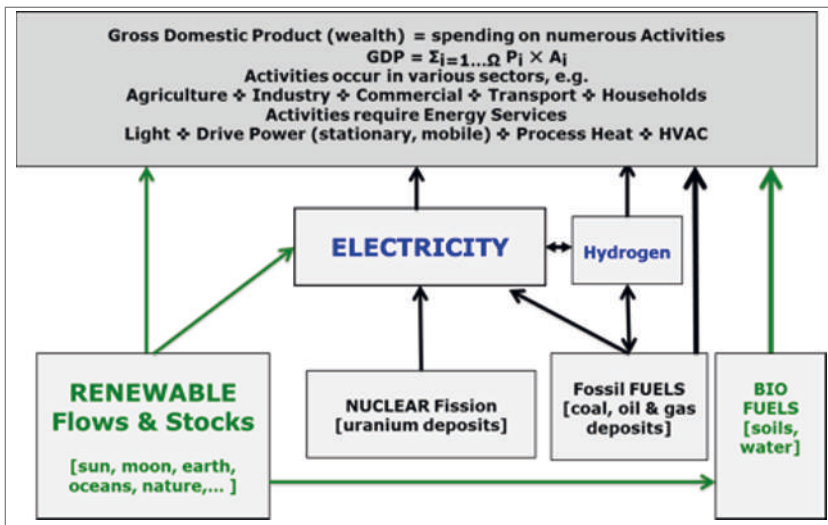 Gross Domestic Product (wealth) = spending on numerous Activities
GDP = Σi=1...Ω Pi × Ai
Activities occur in various sectors, e.g.
Agriculture ❖ Industry ❖ Commercial ❖ Transport ❖ Households
Activities require Energy Services
Light ❖ Drive Power (stationary, mobile) ❖ Process Heat ❖ HVAC
ELECTRICITY
Hydrogen
RENEWABLE
Flows & Stocks
[sun, moon, earth,
oceans, nature,... ]
NUCLEAR Fission
[uranium deposits]
Fossil FUELS
[coal, oil & gas
deposits]
BIO
FUELS
[soils,
water]